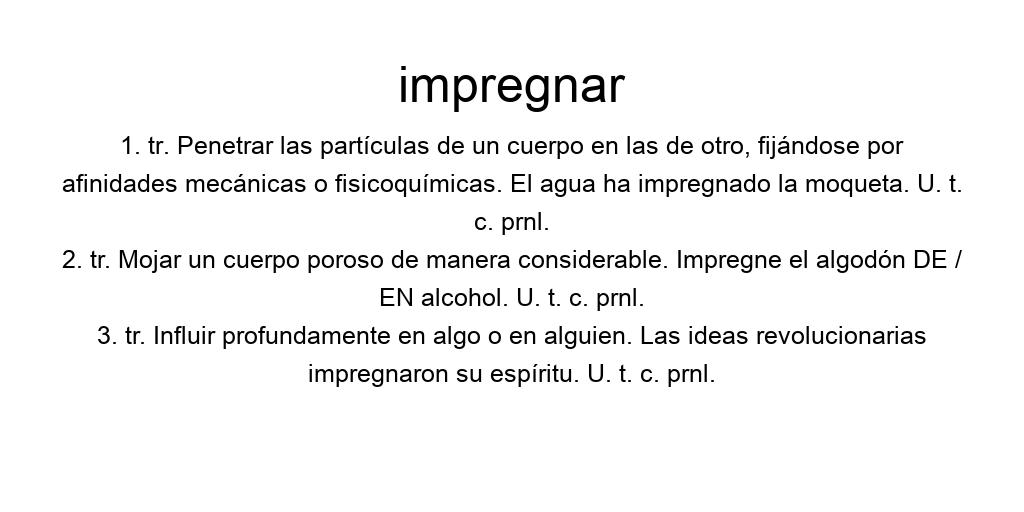 impregnar
1. tr. Penetrar las partículas de un cuerpo en las de otro, fijándose por
afinidades mecánicas o fisicoquímicas. El agua ha impregnado la moqueta. U. t.
c. prnl.
2. tr. Mojar un cuerpo poroso de manera considerable. Impregne el algodón DE /
EN alcohol. U. t. c. prnl.
3. tr. Influir profundamente en algo o en alguien. Las ideas revolucionarias
impregnaron su espíritu. U. t. c. prnl.